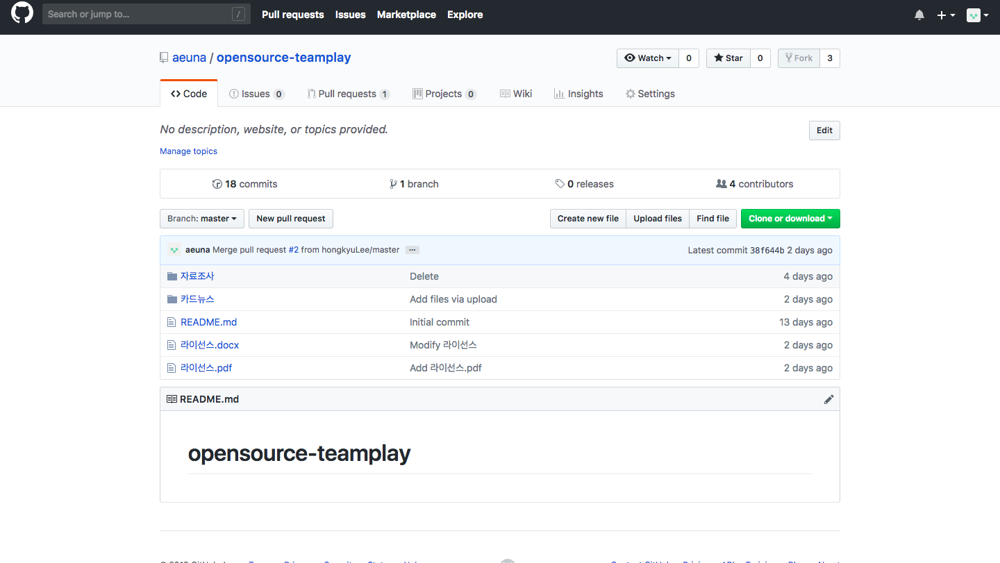 Search or jump to... /
Pull requests Issues Marketplace Explore
aeuna / opensource-teamplay
Watch 0 Star 0 Fork 3
Code Issues 0 Pull requests 1 Projects 0 Wiki Insights Settings
No description, website, or topics provided. Edit
Manage topics
18 commits 1 branch 0 releases 4 contributors
Branch: master New pull request Create new file Upload files Find file Clone or download
aeuna Merge pull request #2 from hongkyuLee/master ... Latest commit 38f644b 2 days ago
자료조사 Delete 4 days ago
카드뉴스 Add files via upload 2 days ago
README.md Initial commit 13 days ago
라이선스.docx Modify 라이선스 2 days ago
라이선스.pdf Add 라이선스.pdf 2 days ago
README.md
opensource-teamplay